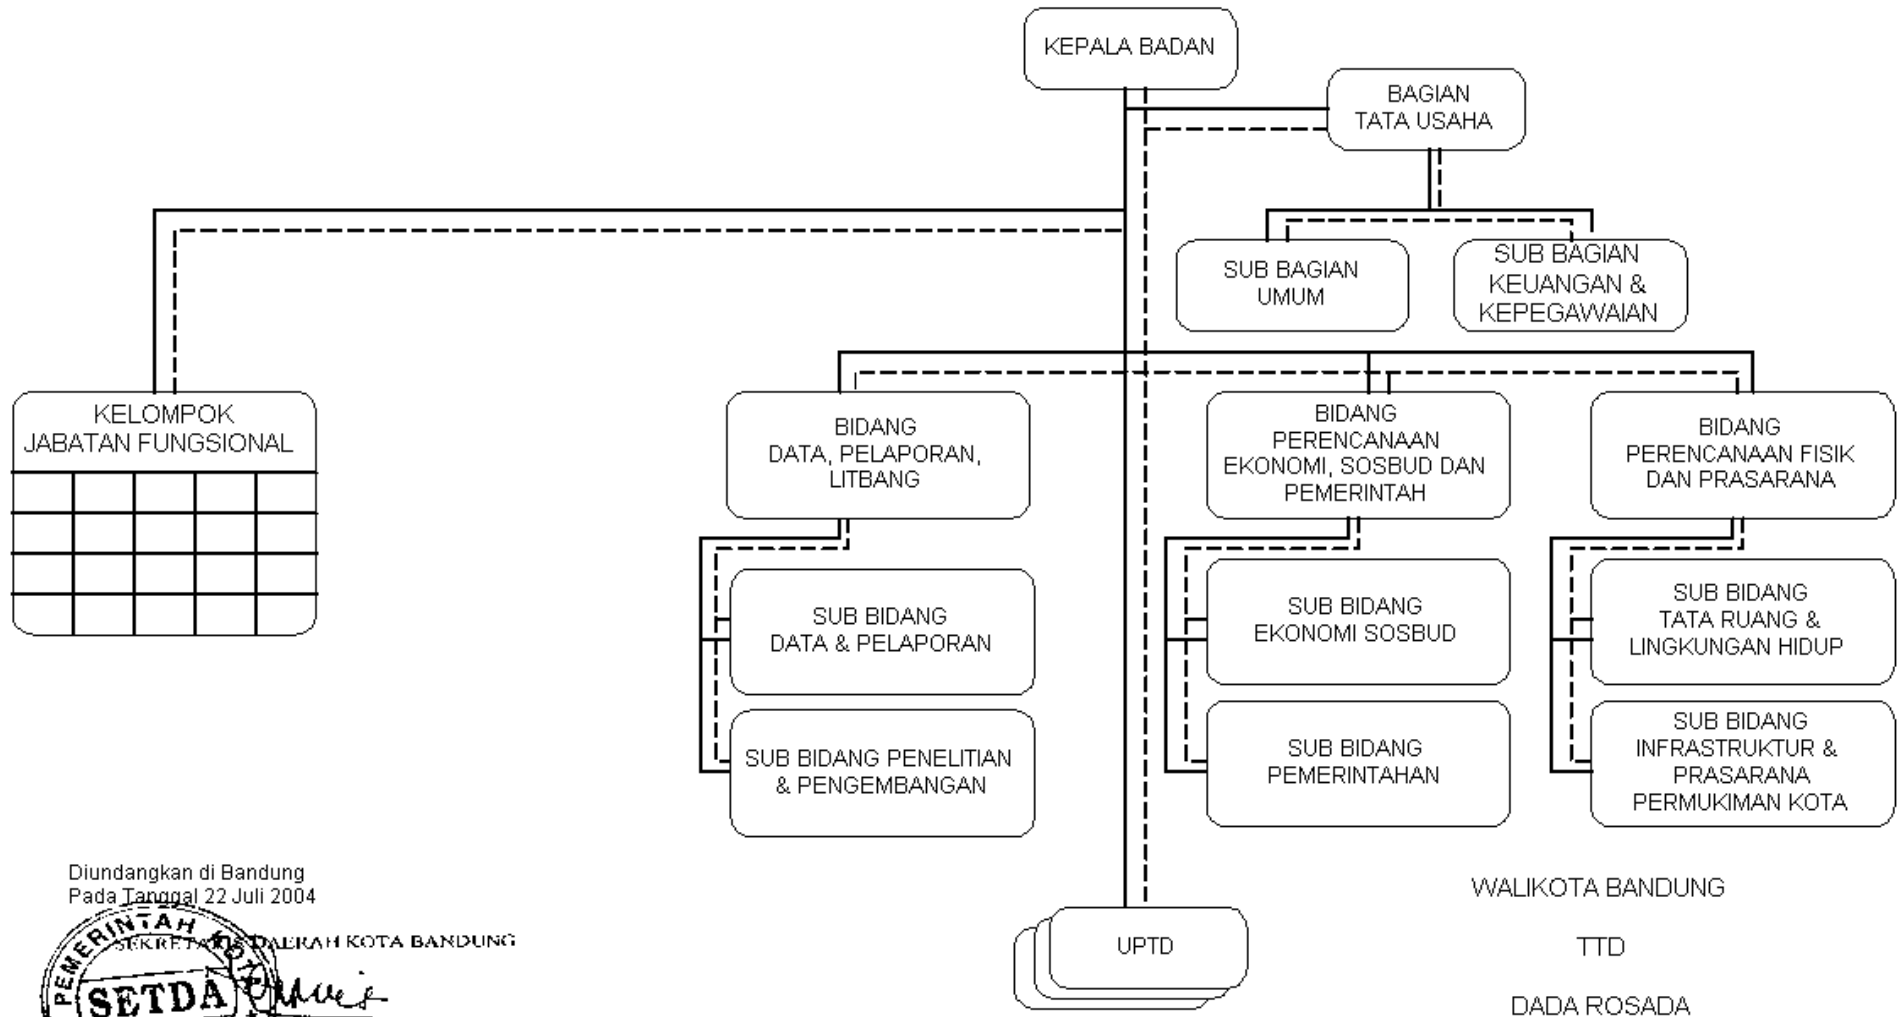 KEPALA BADAN
BAGIAN
TATA USAHA
SUB BAGIAN
UMUM
SUB BAGIAN
KEUANGAN &
KEPEGAWAIAN
KELOMPOK
JABATAN FUNGSIONAL
BIDANG
DATA, PELAPORAN,
LITBANG
BIDANG
PERENCANAAN
EKONOMI, SOSBUD DAN
PEMERINTAH
BIDANG
PERENCANAAN FISIK
DAN PRASARANA
SUB BIDANG
DATA & PELAPORAN
SUB BIDANG
EKONOMI SOSBUD
SUB BIDANG
TATA RUANG &
LINGKUNGAN HIDUP
SUB BIDANG PENELITIAN
& PENGEMBANGAN
SUB BIDANG
PEMERINTAHAN
SUB BIDANG
INFRASTRUKTUR &
PRASARANA
PERMUKIMAN KOTA
UPTD
Diundangkan di Bandung
Pada Tanggal 22 Juli 2004
SEKRETARIS DAERAH KOTA BANDUNG
PEMERINTAH KOTA
SETDA
WALIKOTA BANDUNG
TTD
DADA ROSADA